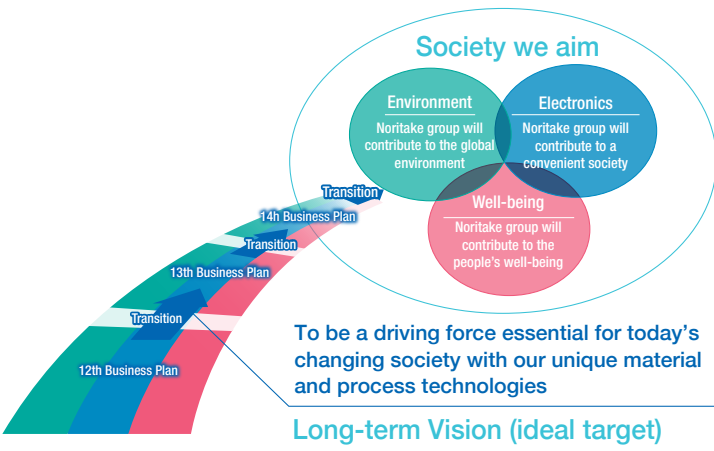 Society we aim
Environment
Noritake group will
contribute to the global
environment
Electronics
Noritake group will
contribute to a
convenient society
Well-being
Noritake group will
contribute to the
people's well-being
Transition
14h Business Plan
Transition
13th Business Plan
Transition
12th Business Plan
To be a driving force essential for today's
changing society with our unique material
and process technologies
Long-term Vision (ideal target)